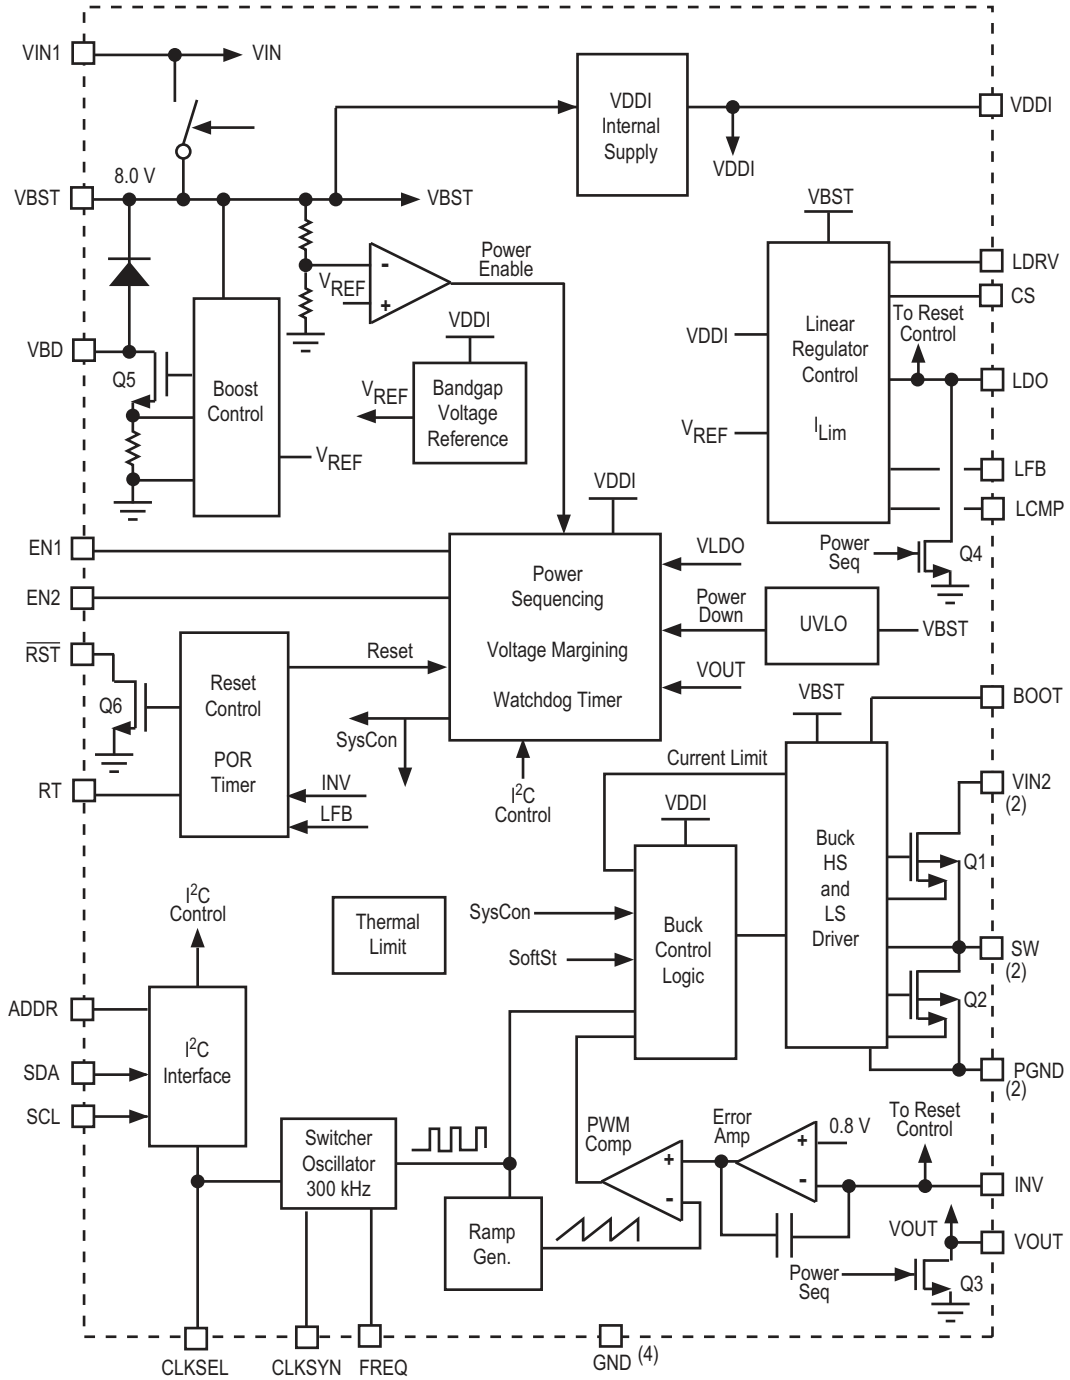 VIN1
VIN
VDDI
Internal
Supply
VDDI
VDDI
8.0 V
VBST
VBST
VBST
Power
Enable
-
VREF
+
VDDI
VREF
Bandgap
Voltage
Reference
VBD
Q5
Boost
Control
VREF
LDRV
CS
To Reset
Control
VDDI
Linear
Regulator
Control
ILim
LDO
VREF
LFB
LCMP
Power
Seq
Q4
VDDI
EN1
EN2
Power
Sequencing
Voltage Margining
Watchdog Timer
VLDO
Power
Down
UVLO
VBST
VOUT
RST
Q6
Reset
Control
POR
Timer
Reset
SysCon
RT
INV
LFB
I2C
Control
VBST
BOOT
Current Limit
VDDI
VIN2
(2)
Buck
HS
and
LS
Driver
Q1
SW
(2)
Q2
PGND
(2)
I2C
Control
Thermal
Limit
SysCon
SoftSt
Buck
Control
Logic
ADDR
SDA
SCL
I2C
Interface
Switcher
Oscillator
300 kHz
Ramp
Gen.
PWM
Comp
+
-
Error
Amp
0.8 V
+
-
To Reset
Control
INV
VOUT
VOUT
Power
Seq
Q3
CLKSEL
CLKSYN
FREQ
GND (4)